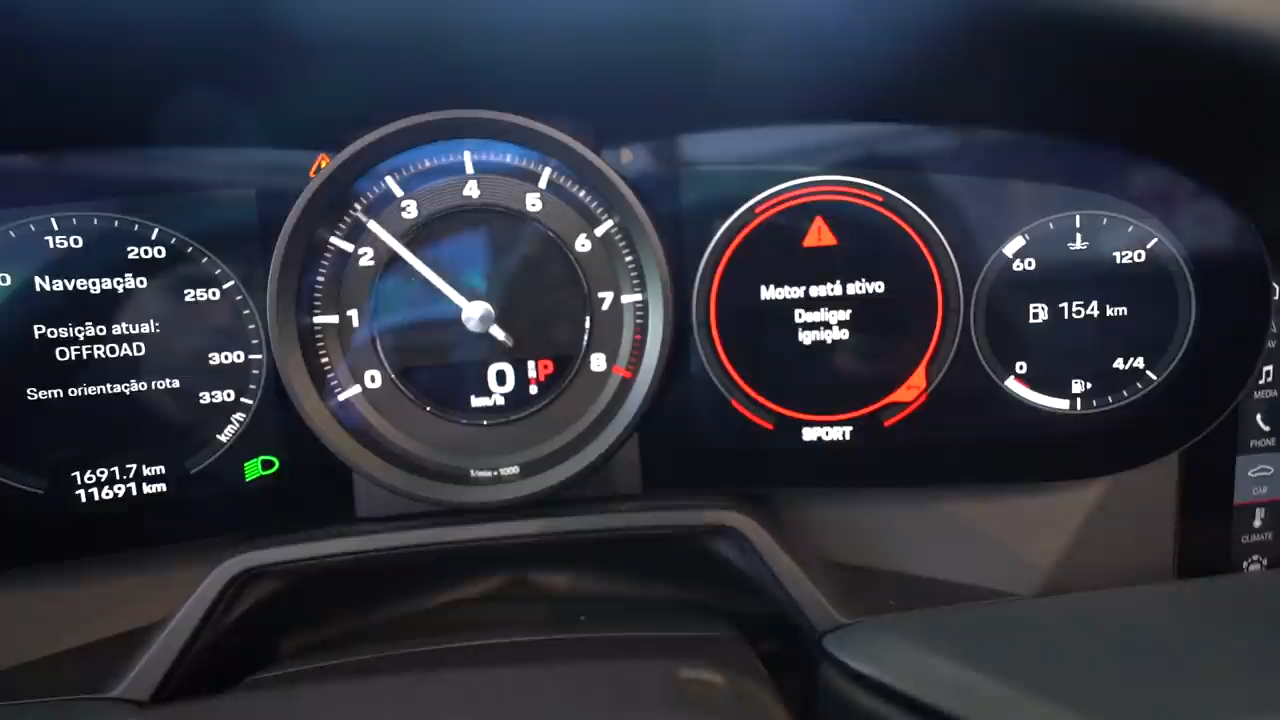 150
200
250
300
330
km/h
Navegação
Posição atual:
OFFROAD
Sem orientação rota
1691.7 km
11691 km
0
1
2
3
4
5
6
7
8
0
km/h
P
1/min × 1000
Motor está ativo
Desligar
ignição
SPORT
60
120
154 km
0
4/4
MEDIA
PHONE
CAR
CLIMATE